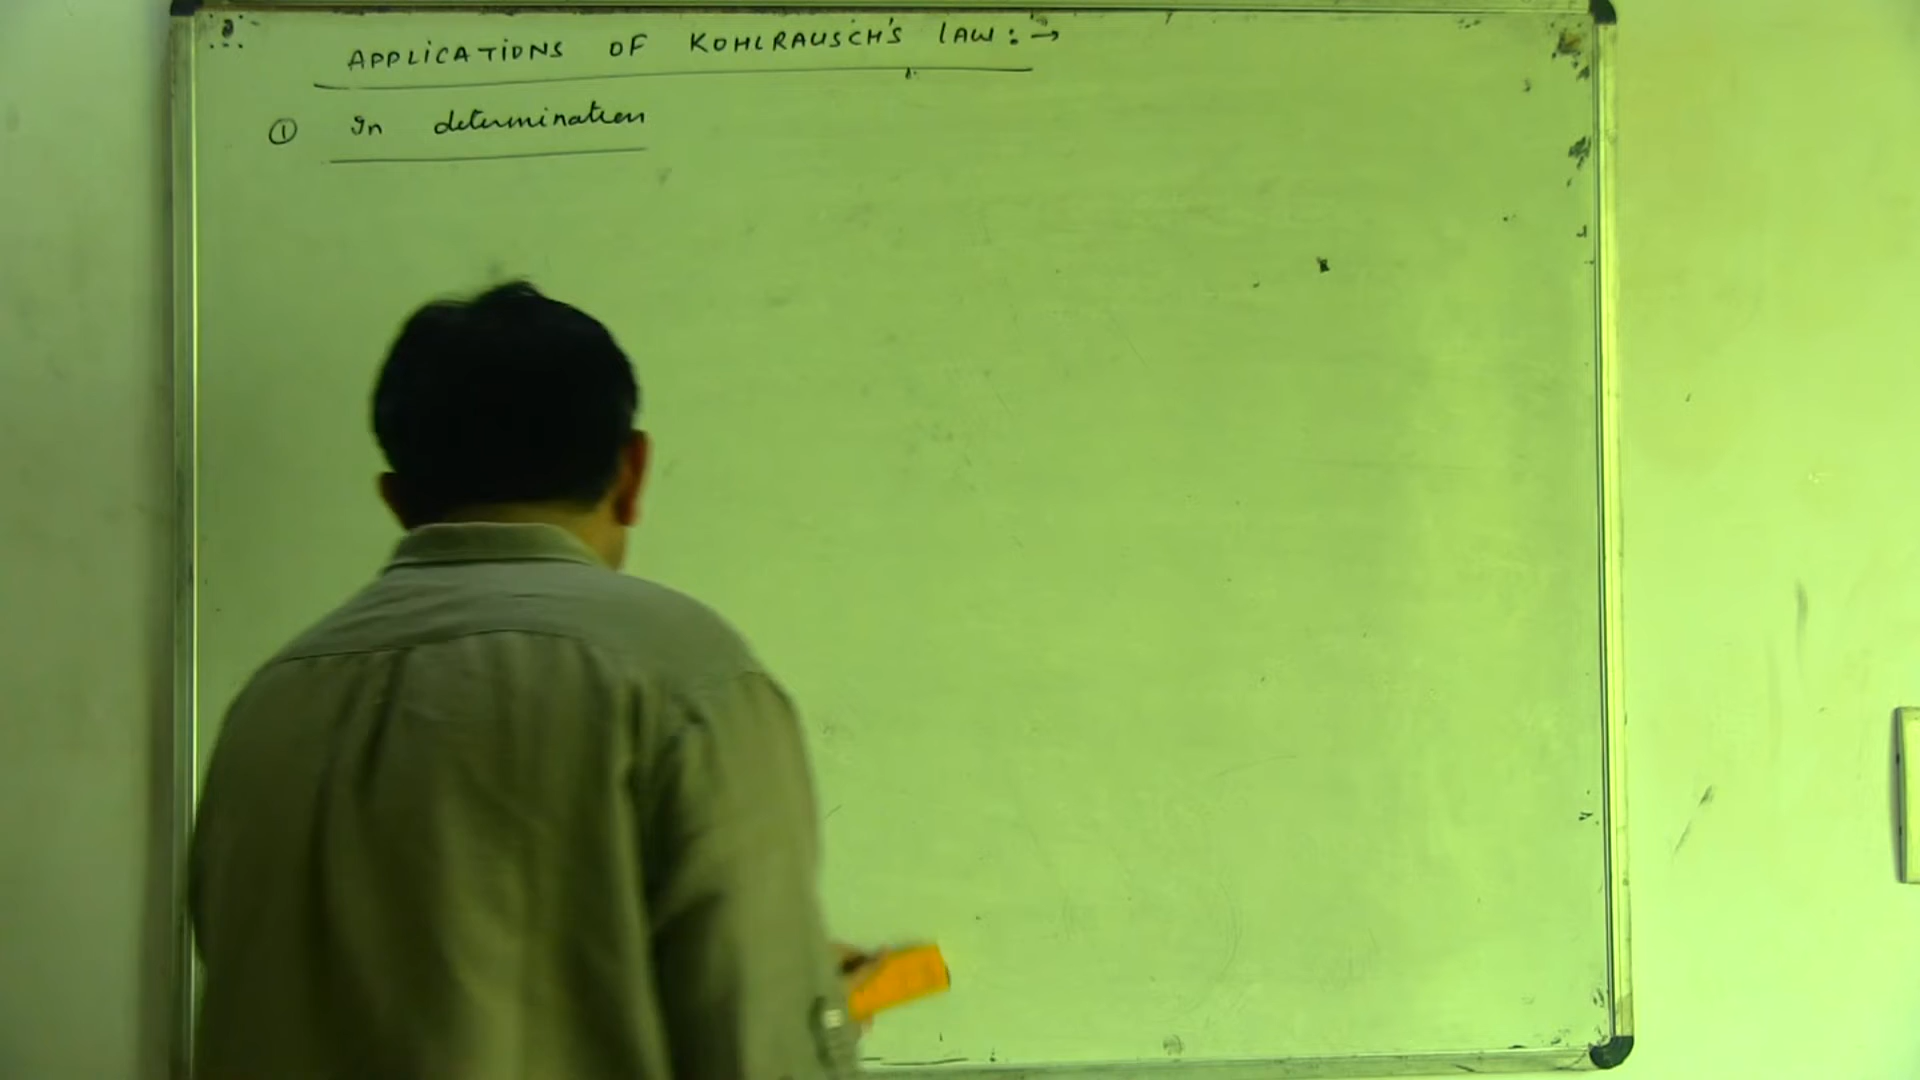 APPLICATIONS OF KOHLRAUSCH'S LAW:→
① In determination